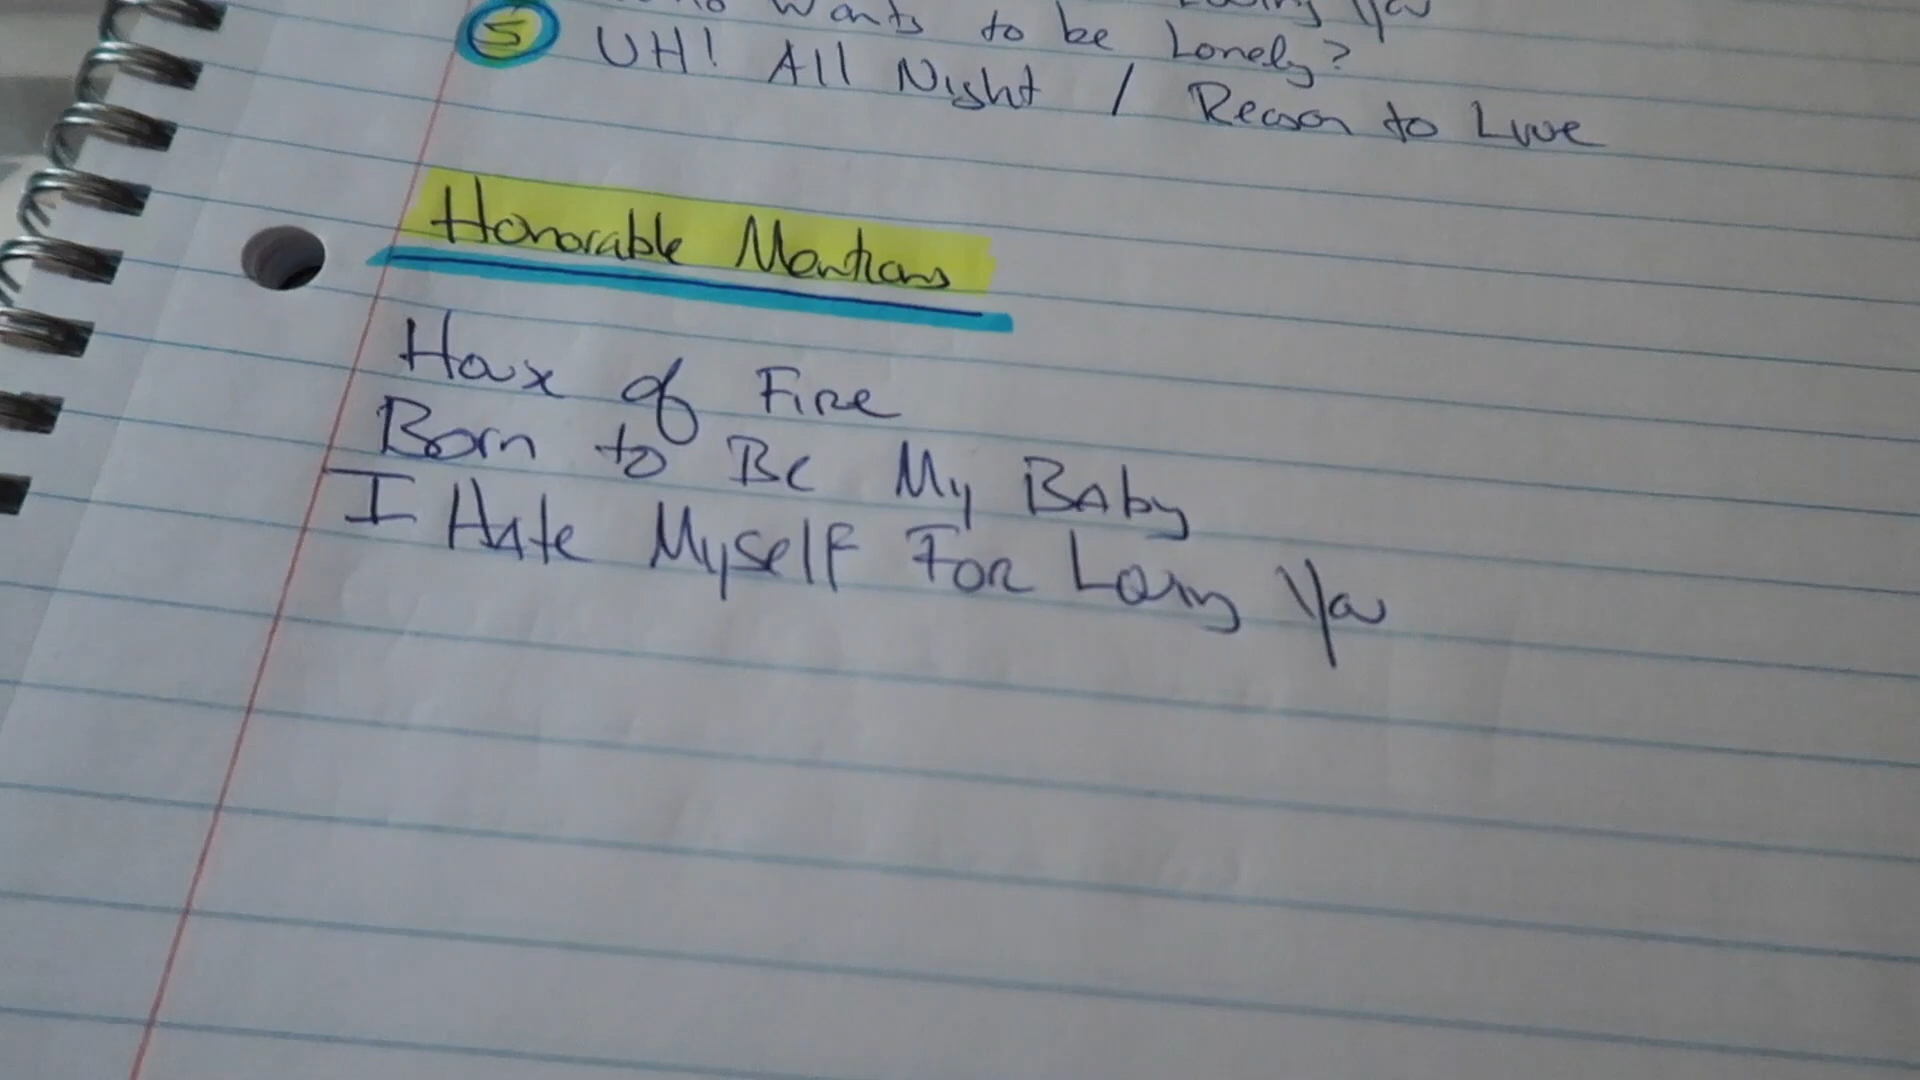 Wants to be Lonely?
5 UH! All Night / Reason to Live
Honorable Mentions
House of Fire
Born to Be My Baby
I Hate Myself For Loving You